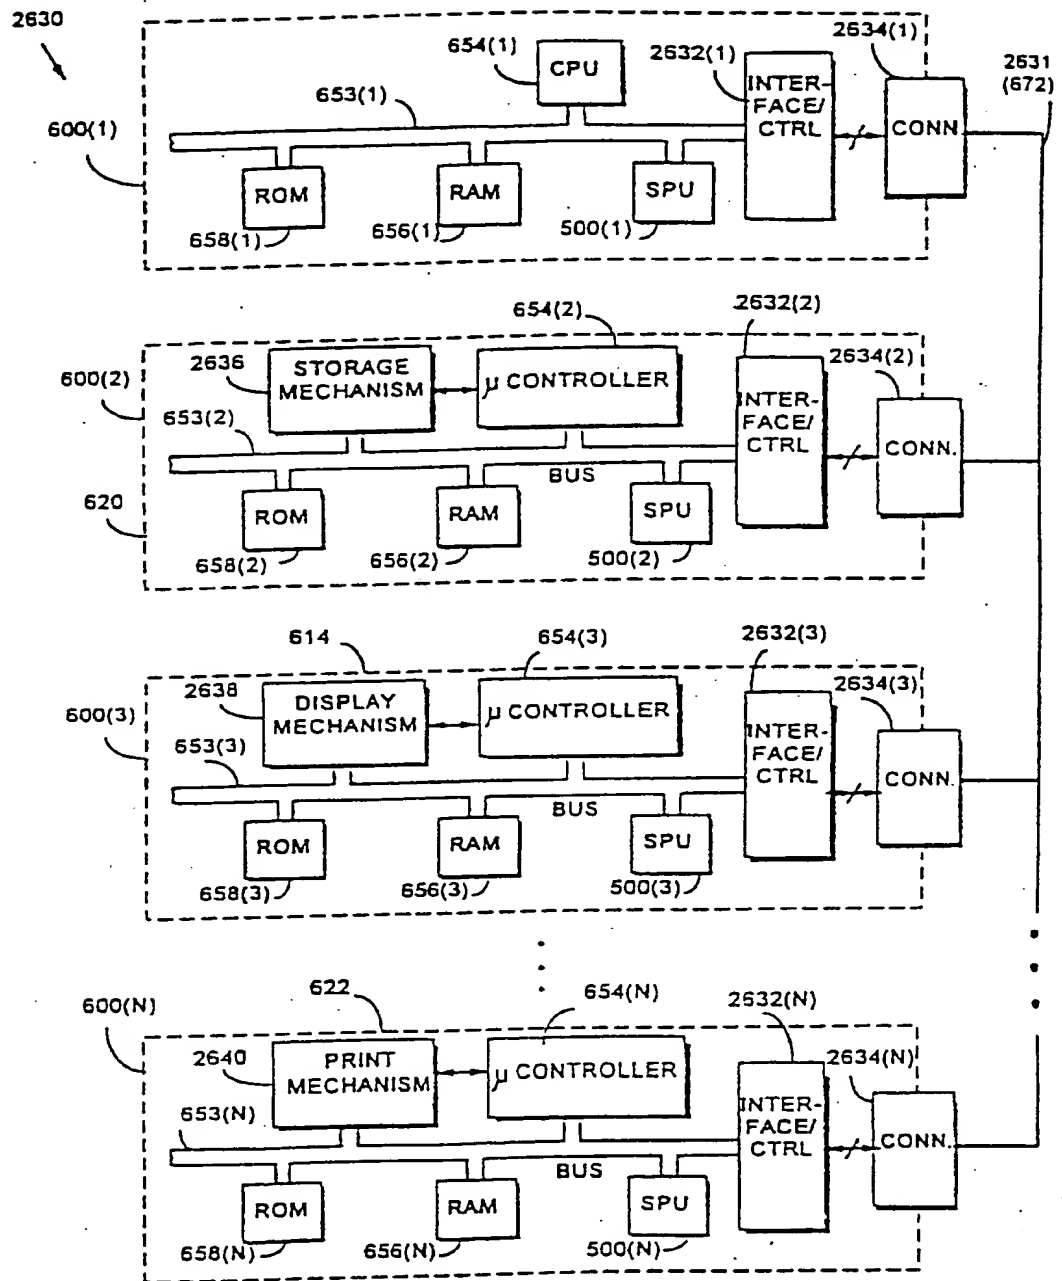 2630
654(1)
2632(1)
2634(1)
2631
(672)
CPU
INTER-
FACE/
CTRL
653(1)
600(1)
CONN.
ROM
RAM
SPU
658(1)
656(1)
500(1)
654(2)
2632(2)
2634(2)
600(2)
2636
STORAGE
MECHANISM
μ CONTROLLER
INTER-
FACE/
CTRL
653(2)
CONN.
BUS
620
ROM
RAM
SPU
658(2)
656(2)
500(2)
614
654(3)
2632(3)
2634(3)
600(3)
2638
DISPLAY
MECHANISM
μ CONTROLLER
INTER-
FACE/
CTRL
653(3)
CONN.
BUS
ROM
RAM
SPU
658(3)
656(3)
500(3)
600(N)
622
654(N)
2632(N)
2634(N)
2640
PRINT
MECHANISM
μ CONTROLLER
INTER-
FACE/
CTRL
653(N)
CONN.
BUS
ROM
RAM
SPU
658(N)
656(N)
500(N)